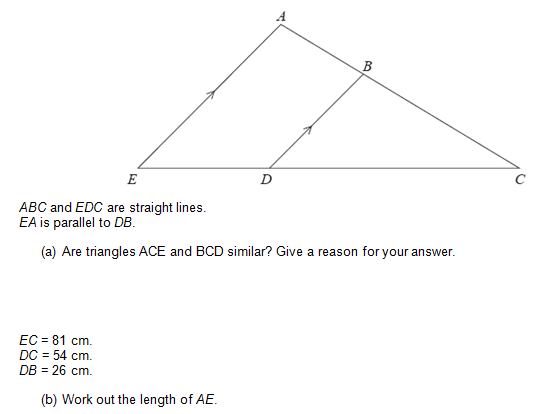 A
B
E D C
ABC and EDC are straight lines.
EA is parallel to DB.
(a) Are triangles ACE and BCD similar? Give a reason for your answer.
EC = 81 cm.
DC = 54 cm.
DB = 26 cm.
(b) Work out the length of AE.